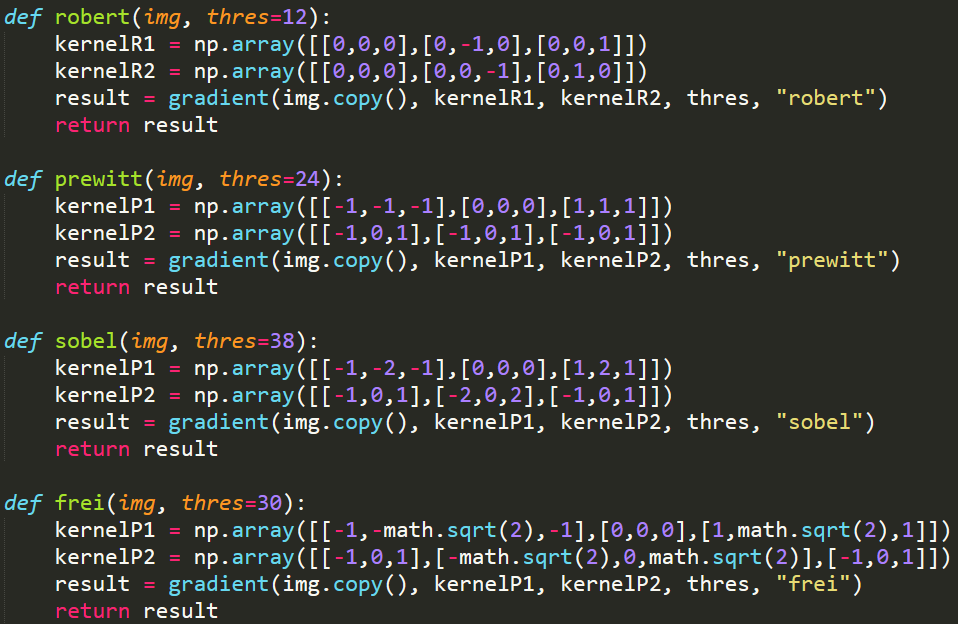 def robert(img, thres=12):
    kernelR1 = np.array([[0,0,0],[0,-1,0],[0,0,1]])
    kernelR2 = np.array([[0,0,0],[0,0,-1],[0,1,0]])
    result = gradient(img.copy(), kernelR1, kernelR2, thres, "robert")
    return result

def prewitt(img, thres=24):
    kernelP1 = np.array([[-1,-1,-1],[0,0,0],[1,1,1]])
    kernelP2 = np.array([[-1,0,1],[-1,0,1],[-1,0,1]])
    result = gradient(img.copy(), kernelP1, kernelP2, thres, "prewitt")
    return result

def sobel(img, thres=38):
    kernelP1 = np.array([[-1,-2,-1],[0,0,0],[1,2,1]])
    kernelP2 = np.array([[-1,0,1],[-2,0,2],[-1,0,1]])
    result = gradient(img.copy(), kernelP1, kernelP2, thres, "sobel")
    return result

def frei(img, thres=30):
    kernelP1 = np.array([[-1,-math.sqrt(2),-1],[0,0,0],[1,math.sqrt(2),1]])
    kernelP2 = np.array([[-1,0,1],[-math.sqrt(2),0,math.sqrt(2)],[-1,0,1]])
    result = gradient(img.copy(), kernelP1, kernelP2, thres, "frei")
    return result